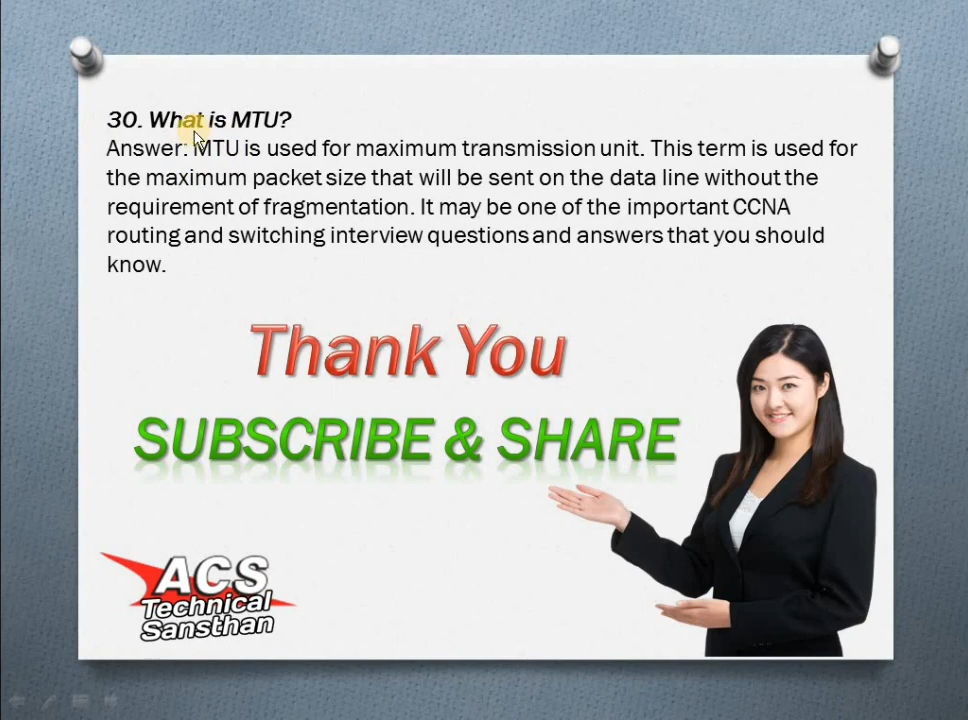 30. What is MTU?
Answer: MTU is used for maximum transmission unit. This term is used for
the maximum packet size that will be sent on the data line without the
requirement of fragmentation. It may be one of the important CCNA
routing and switching interview questions and answers that you should
know.
Thank You
SUBSCRIBE & SHARE
ACS
Technical
Sansthan